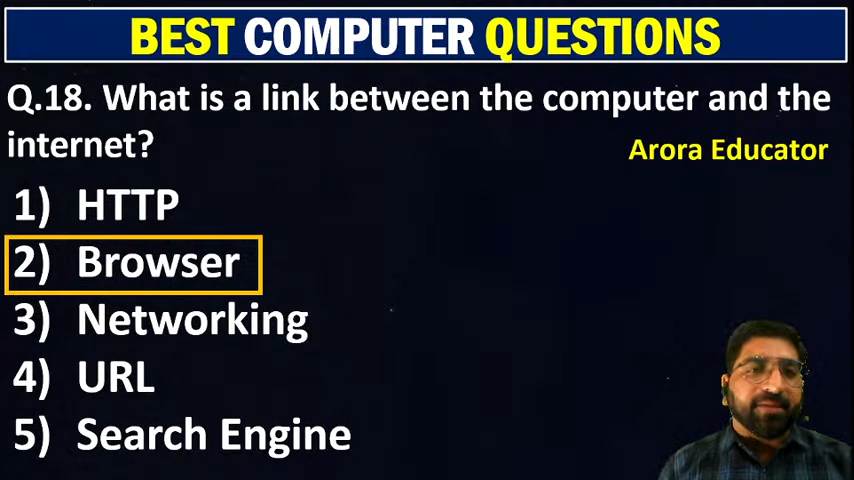 BEST COMPUTER QUESTIONS
Q.18. What is a link between the computer and the
internet?
Arora Educator
1) HTTP
2) Browser
3) Networking
4) URL
5) Search Engine